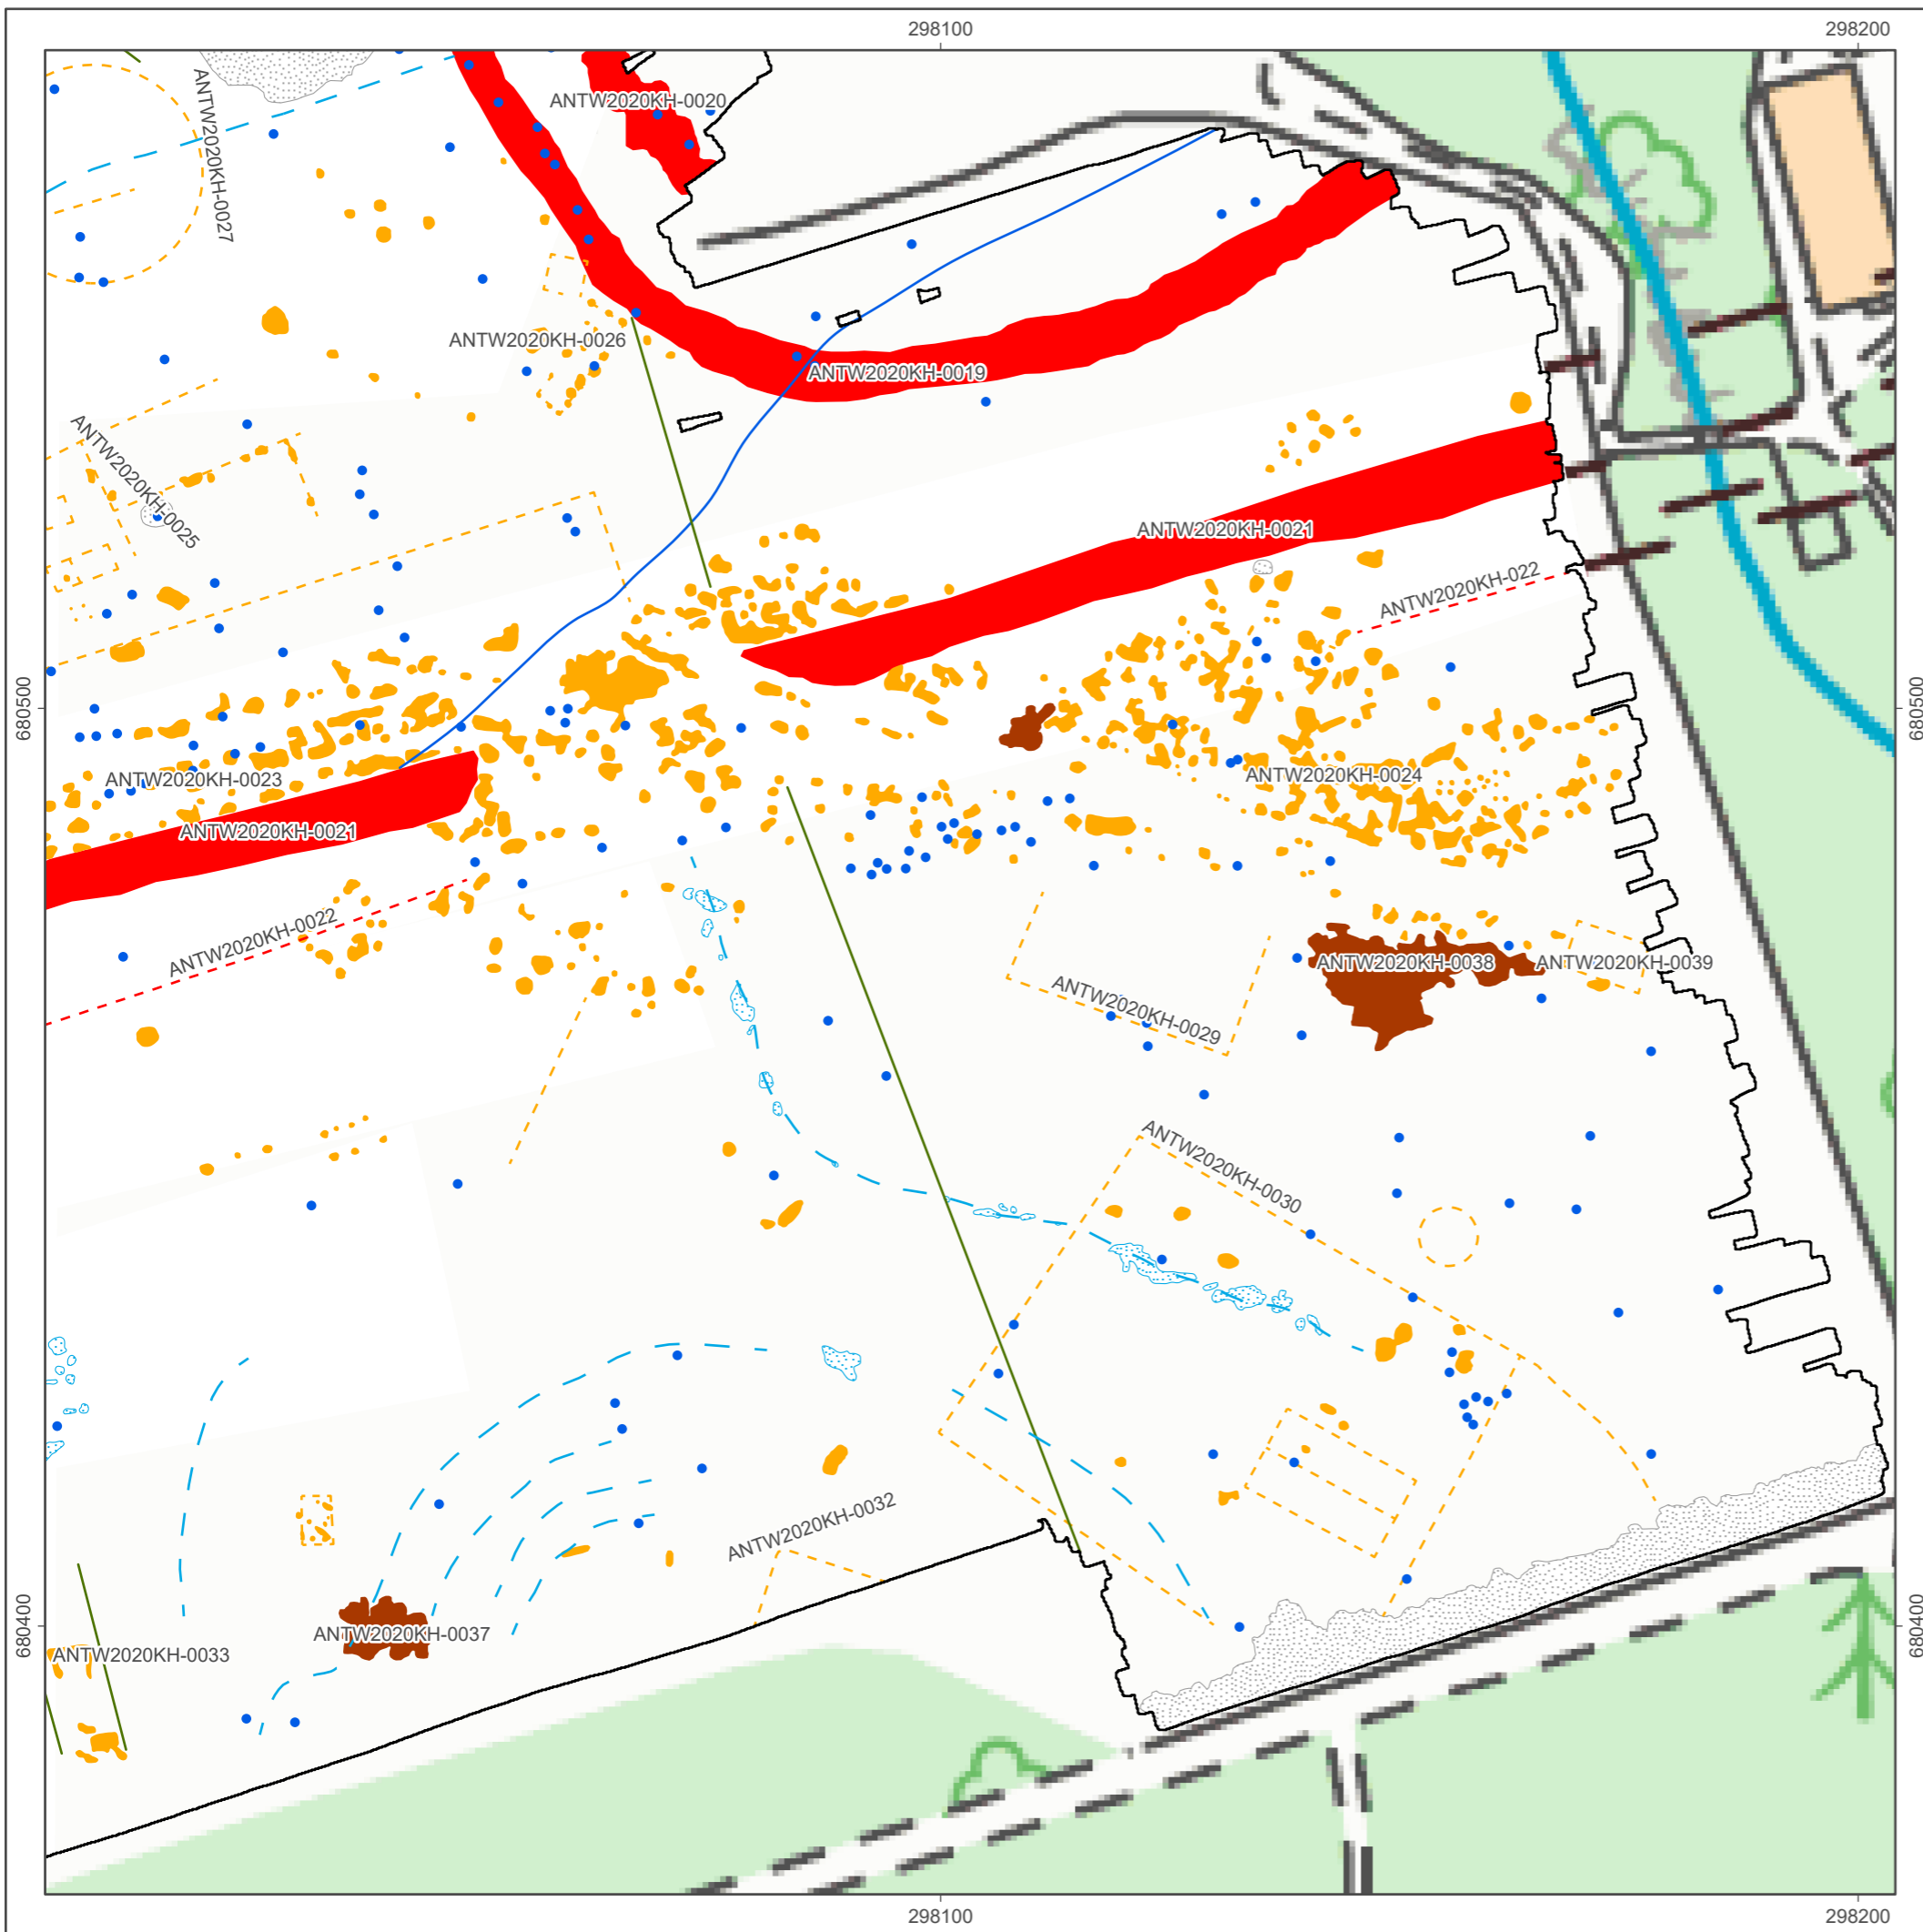 298100
298200
ANTW2020KH-0027
ANTW2020KH-0020
ANTW2020KH-0026
ANTW2020KH-0019
ANTW2020KH-0025
ANTW2020KH-0021
ANTW2020KH-022
680500
680500
ANTW2020KH-0023
ANTW2020KH-0024
ANTW2020KH-0021
ANTW2020KH-0022
ANTW2020KH-0038
ANTW2020KH-0039
ANTW2020KH-0029
ANTW2020KH-0030
ANTW2020KH-0032
680400
680400
ANTW2020KH-0037
ANTW2020KH-0033
298100
298200